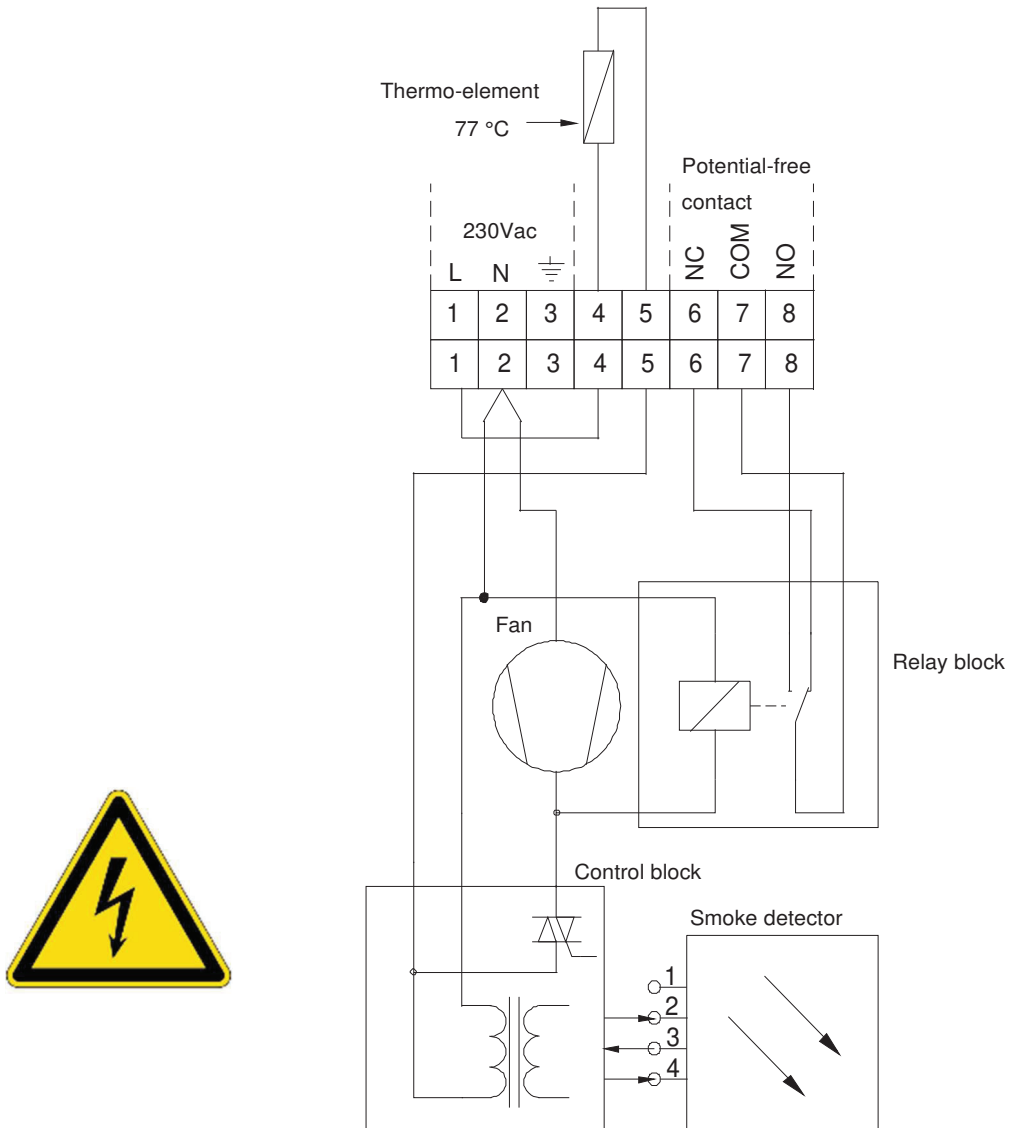 Thermo-element
77 °C
Potential-free
contact
230Vac
L N NC COM NO
1 2 3 4 5 6 7 8
1 2 3 4 5 6 7 8
Fan
Relay block
Control block
Smoke detector
1
2
3
4